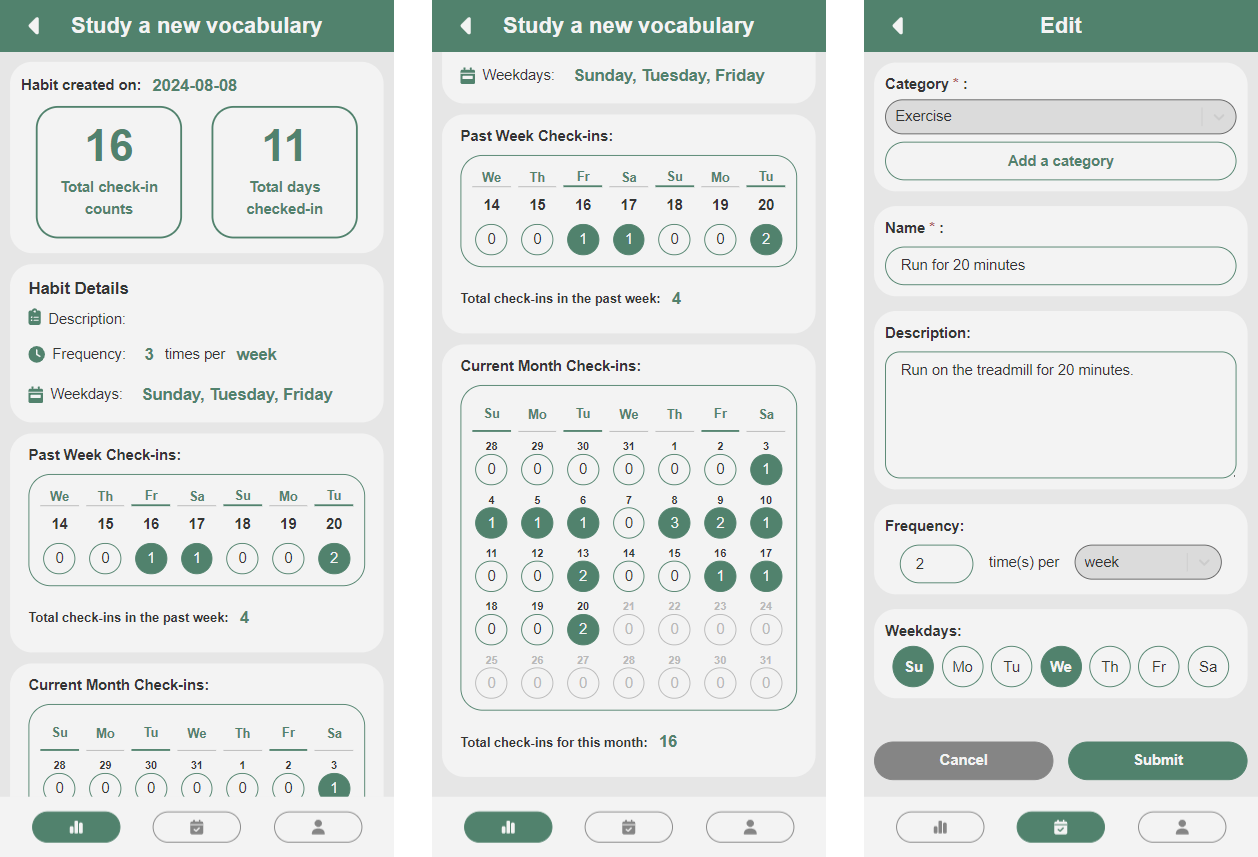 Study a new vocabulary
Habit created on: 2024-08-08
16 11
Total check-in counts Total days checked-in
Habit Details
Description:
Frequency: 3 times per week
Weekdays: Sunday, Tuesday, Friday
Past Week Check-ins:
We Th Fr Sa Su Mo Tu
14 15 16 17 18 19 20
0 0 1 1 0 0 2
Total check-ins in the past week: 4
Current Month Check-ins:
Su Mo Tu We Th Fr Sa
28 29 30 31 1 2 3
0 0 0 0 0 0 1
Study a new vocabulary
Weekdays: Sunday, Tuesday, Friday
Past Week Check-ins:
We Th Fr Sa Su Mo Tu
14 15 16 17 18 19 20
0 0 1 1 0 0 2
Total check-ins in the past week: 4
Current Month Check-ins:
Su Mo Tu We Th Fr Sa
28 29 30 31 1 2 3
0 0 0 0 0 0 1
4 5 6 7 8 9 10
1 1 1 0 3 2 1
11 12 13 14 15 16 17
0 0 2 0 0 1 1
18 19 20 21 22 23 24
0 0 2 0 0 0 0
25 26 27 28 29 30 31
0 0 0 0 0 0 0
Total check-ins for this month: 16
Edit
Category * :
Exercise
Add a category
Name * :
Run for 20 minutes
Description:
Run on the treadmill for 20 minutes.
Frequency:
2 time(s) per week
Weekdays:
Su Mo Tu We Th Fr Sa
Cancel Submit